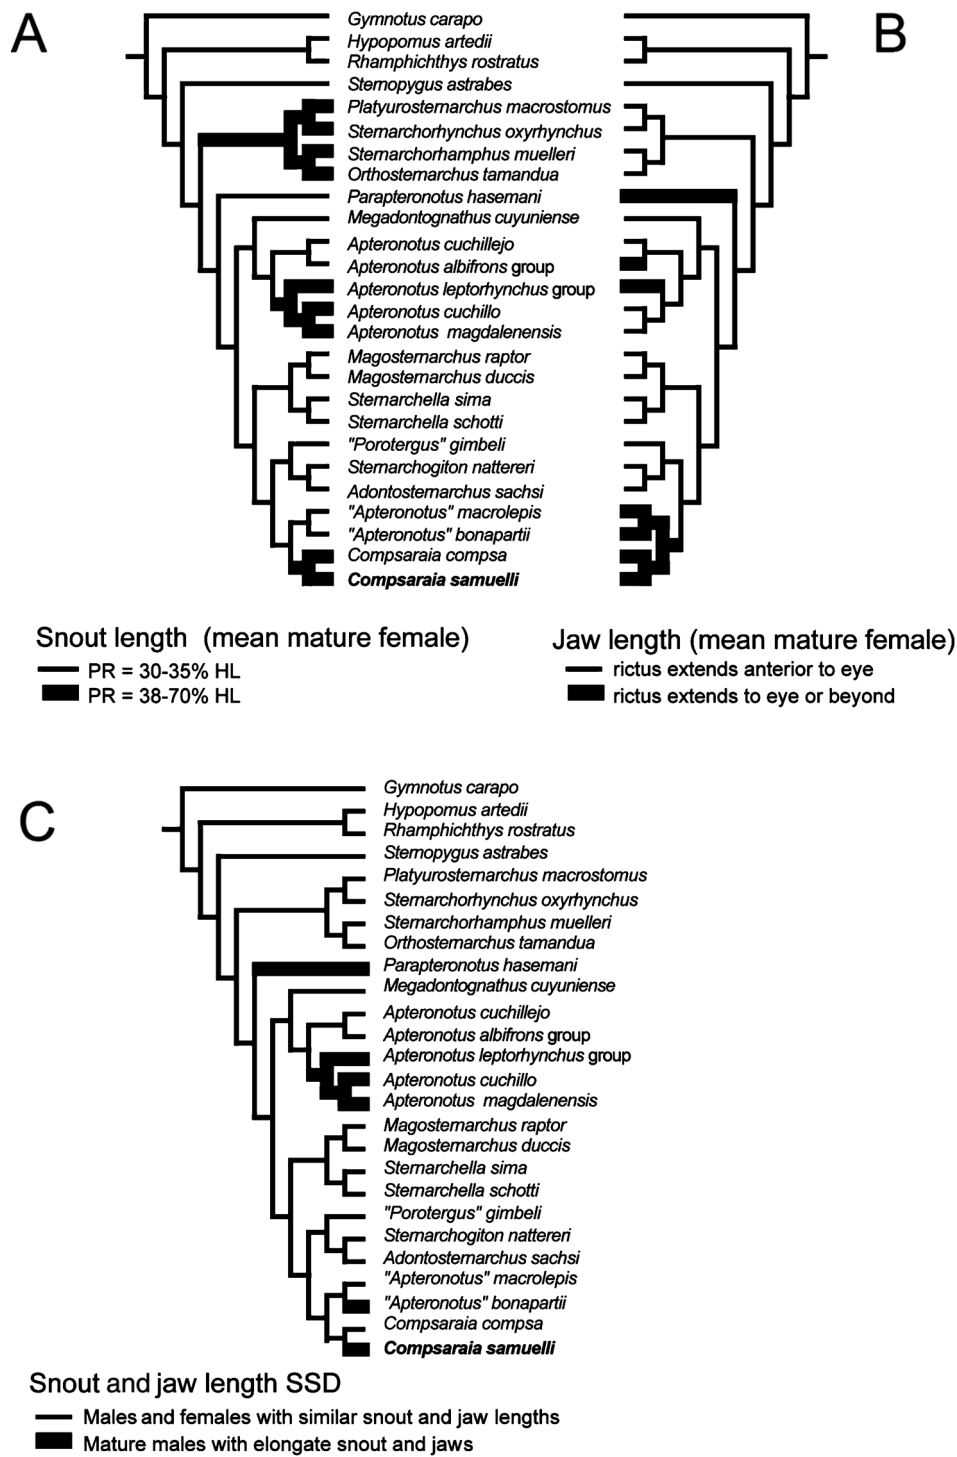 A
B
Gymnotus carapo
Hypopomus artedii
Rhamphichthys rostratus
Sternopygus astrabes
Platyurosternarchus macrostomus
Sternarchorhynchus oxyrhynchus
Sternarchorhamphus muelleri
Orthosternarchus tamandua
Parapteronotus hasemani
Megadontognathus cuyuniense
Apteronotus cuchillejo
Apteronotus albifrons group
Apteronotus leptorhynchus group
Apteronotus cuchillo
Apteronotus magdalenensis
Magosternarchus raptor
Magosternarchus duccis
Sternarchella sima
Sternarchella schotti
"Porotergus" gimbeli
Sternarchogiton nattereri
Adontosternarchus sachsi
"Apteronotus" macrolepis
"Apteronotus" bonapartii
Compsaraia compsa
Compsaraia samuelli
Snout length (mean mature female)
PR = 30-35% HL
PR = 38-70% HL
Jaw length (mean mature female)
rictus extends anterior to eye
rictus extends to eye or beyond
C
Gymnotus carapo
Hypopomus artedii
Rhamphichthys rostratus
Sternopygus astrabes
Platyurosternarchus macrostomus
Sternarchorhynchus oxyrhynchus
Sternarchorhamphus muelleri
Orthosternarchus tamandua
Parapteronotus hasemani
Megadontognathus cuyuniense
Apteronotus cuchillejo
Apteronotus albifrons group
Apteronotus leptorhynchus group
Apteronotus cuchillo
Apteronotus magdalenensis
Magosternarchus raptor
Magosternarchus duccis
Sternarchella sima
Sternarchella schotti
"Porotergus" gimbeli
Sternarchogiton nattereri
Adontosternarchus sachsi
"Apteronotus" macrolepis
"Apteronotus" bonapartii
Compsaraia compsa
Compsaraia samuelli
Snout and jaw length SSD
Males and females with similar snout and jaw lengths
Mature males with elongate snout and jaws